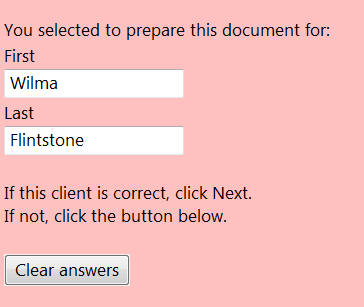 You selected to prepare this document for:
First
Wilma
Last
Flintstone
If this client is correct, click Next.
If not, click the button below.
Clear answers